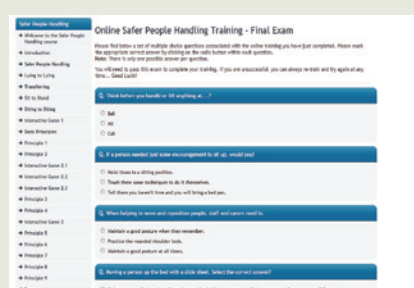 Safer People Handling
Welcome to the Safer People
Handling course
Introduction
Safer People Handling
Lying to Lying
Transferring
Sit to Stand
Sitting to Sitting
Interactive Game 1
Basic Principles
Principle 1
Principle 2
Interactive Game 2.1
Interactive Game 2.2
Interactive Game 2.3
Principle 3
Principle 4
Interactive Game 3
Principle 5
Principle 6
Principle 7
Principle 8
Principle 9
Online Safer People Handling Training - Final Exam
Please find below a set of multiple choice questions associated with the online training you have just completed. Please mark
the appropriate correct answer by clicking on the radio button within each question.
Note: There is only one possible answer per question.
You will need to pass this exam to complete your training. If you are unsuccessful, you can always re-train and try again at any
time... Good Luck!
Q. Think before you handle or lift anything at....?
All
Q. If a person needed just some encouragement to sit up, would you?
Hoist them to a sitting position.
Teach them some techniques to do it themselves.
Tell them you haven't time and you will bring a bed pan.
Q. When helping to move and reposition people, staff and carers need to.
Maintain a good posture when they remember.
Practice the rounded shoulder look.
Maintain a good posture at all times.
Q. Moving a person up the bed with a slide sheet. Select the correct answer?